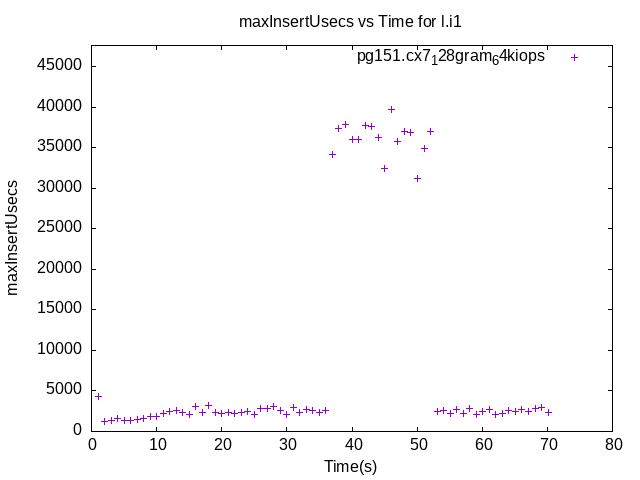 maxInsertUsecs vs Time for l.i1
pg151.cx7128gram64kiops
45000
40000
35000
30000
25000
20000
15000
10000
5000
0
maxInsertUsecs
0 10 20 30 40 50 60 70 80
Time(s)